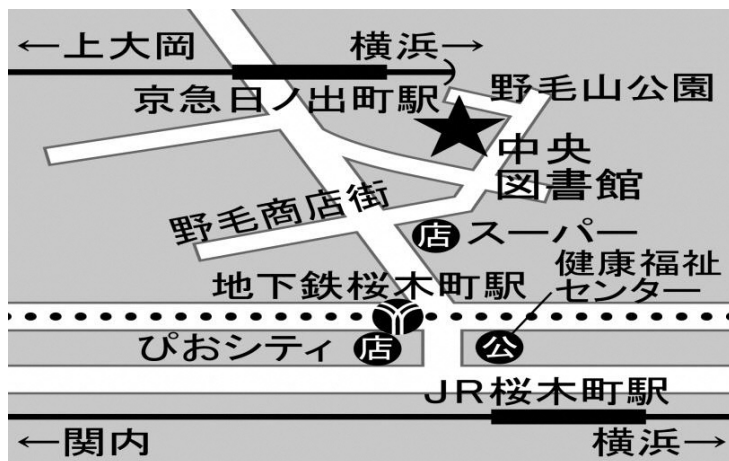 ←上大岡
横浜→
京急日ノ出町駅
野毛山公園
中央
図書館
野毛商店街
店
スーパー
健康福祉
センター
地下鉄桜木町駅
ぴおシティ
店
公
JR桜木町駅
←関内
横浜→